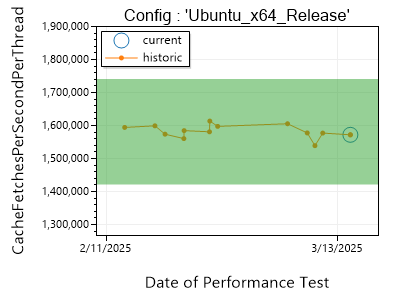 Config : 'Ubuntu_x64_Release'
CacheFetchesPerSecondPerThread
1,900,000
1,800,000
1,700,000
1,600,000
1,500,000
1,400,000
1,300,000
current
historic
2/11/2025
3/13/2025
Date of Performance Test